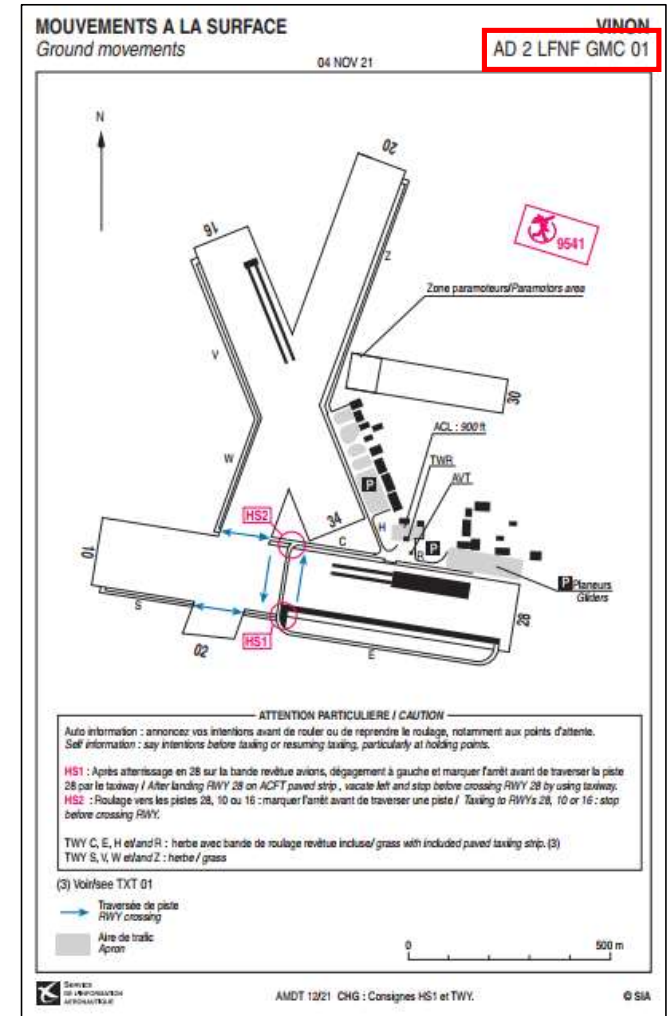 MOUVEMENTS A LA SURFACE
Ground movements
VINON
AD 2 LFNF GMC 01
04 NOV 21
N
20
16
9541
Z
Zone paramoteurs/Paramotors area
V
30
ACL : 900 ft
TWR
AVT
W
P
HS2
34
H
C
R
P
10
P Planeurs
Gliders
S
28
02
HS1
E
ATTENTION PARTICULIERE / CAUTION
Auto information : annoncez vos intentions avant de rouler ou de reprendre le roulage, notamment aux points d'attente.
Self information : say intentions before taxiing or resuming taxiing, particularly at holding points.
HS1 : Après atterrissage en 28 sur la bande revêtue avions, dégagement à gauche et marquer l'arrêt avant de traverser la piste
28 par le taxiway / After landing RWY 28 on ACFT paved strip, vacate left and stop before crossing RWY 28 by using taxiway.
HS2 : Roulage vers les pistes 28, 10 ou 16 : marquer l'arrêt avant de traverser une piste / Taxiing to RWYs 28, 10 or 16 : stop
before crossing RWY.
TWY C, E, H et/and R : herbe avec bande de roulage revêtue incluse/ grass with included paved taxiing strip. (3)
TWY S, V, W et/and Z : herbe / grass
(3) Voir/see TXT 01
Traversée de piste
RWY crossing
Aire de trafic
Apron
0 500 m
SERVICE
DE L'INFORMATION
AERONAUTIQUE
AMDT 12/21 CHG : Consignes HS1 et TWY.
© SIA